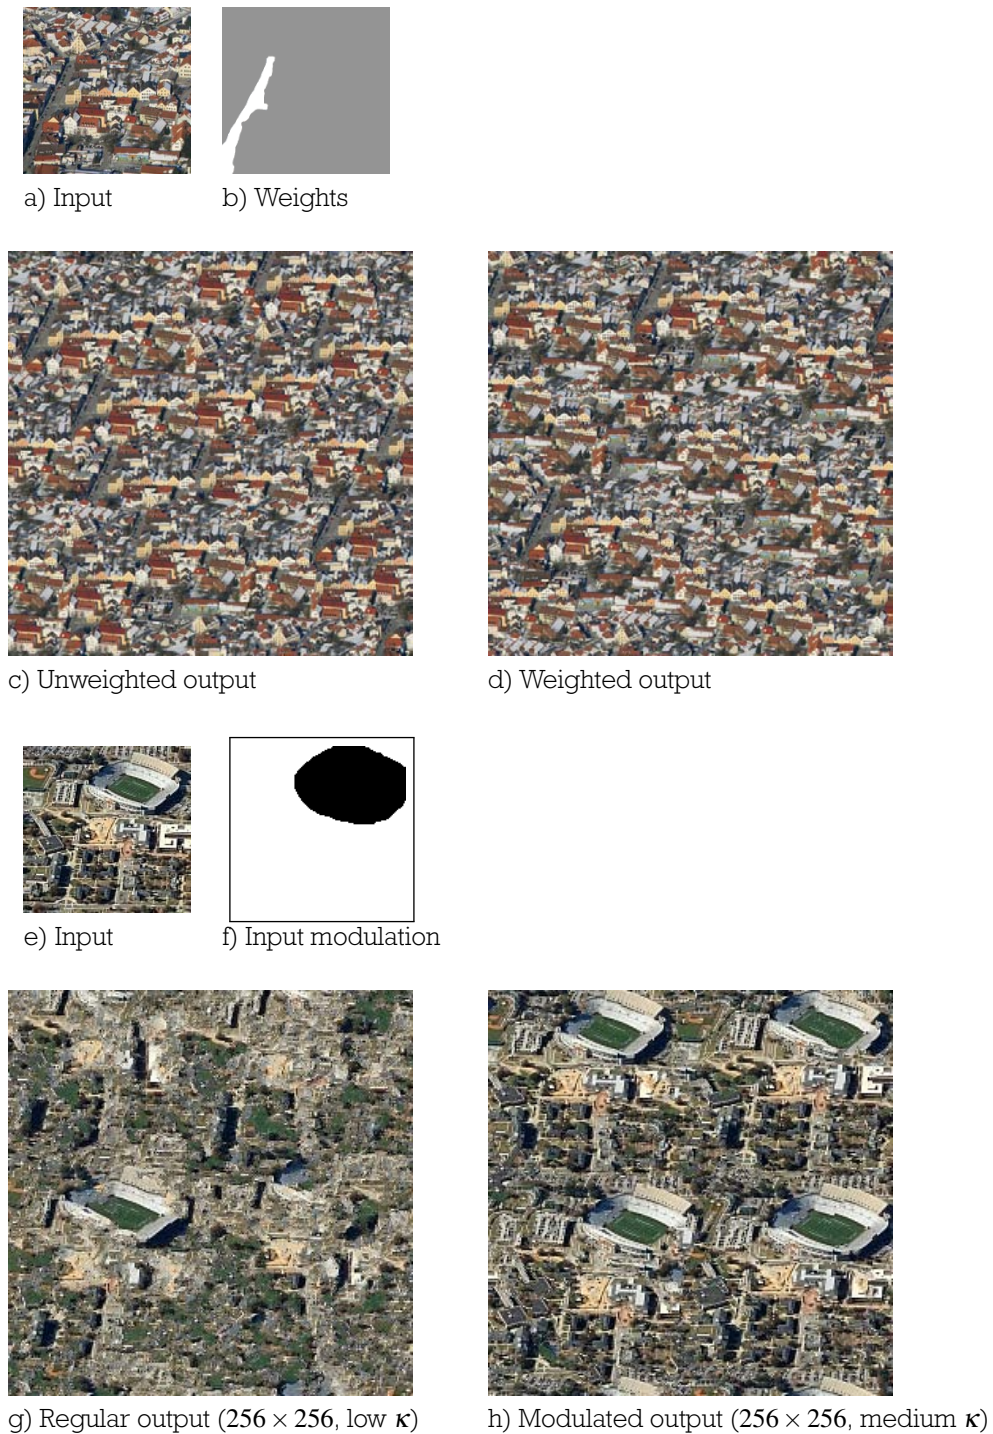 a) Input
b) Weights
c) Unweighted output
d) Weighted output
e) Input
f) Input modulation
g) Regular output (256 × 256, low κ)
h) Modulated output (256 × 256, medium κ)